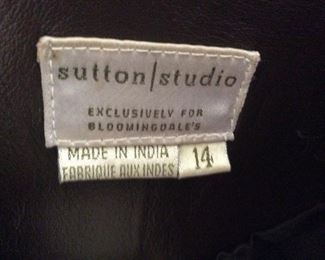 sutton/studio
EXCLUSIVELY FOR
BLOOMINGDALE'S
MADE IN INDIA 14
FABRIQUE AUX INDES